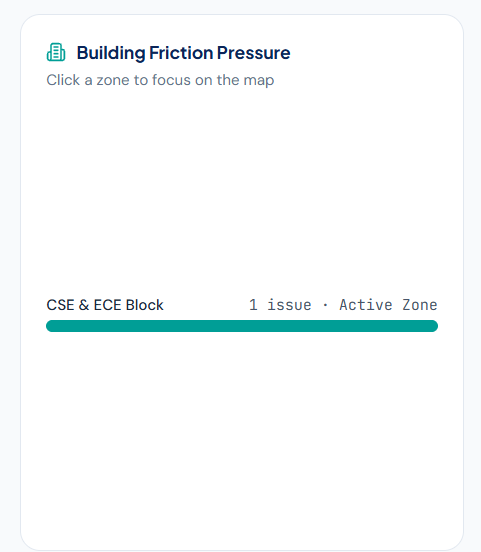 Building Friction Pressure
Click a zone to focus on the map
CSE & ECE Block 1 issue · Active Zone